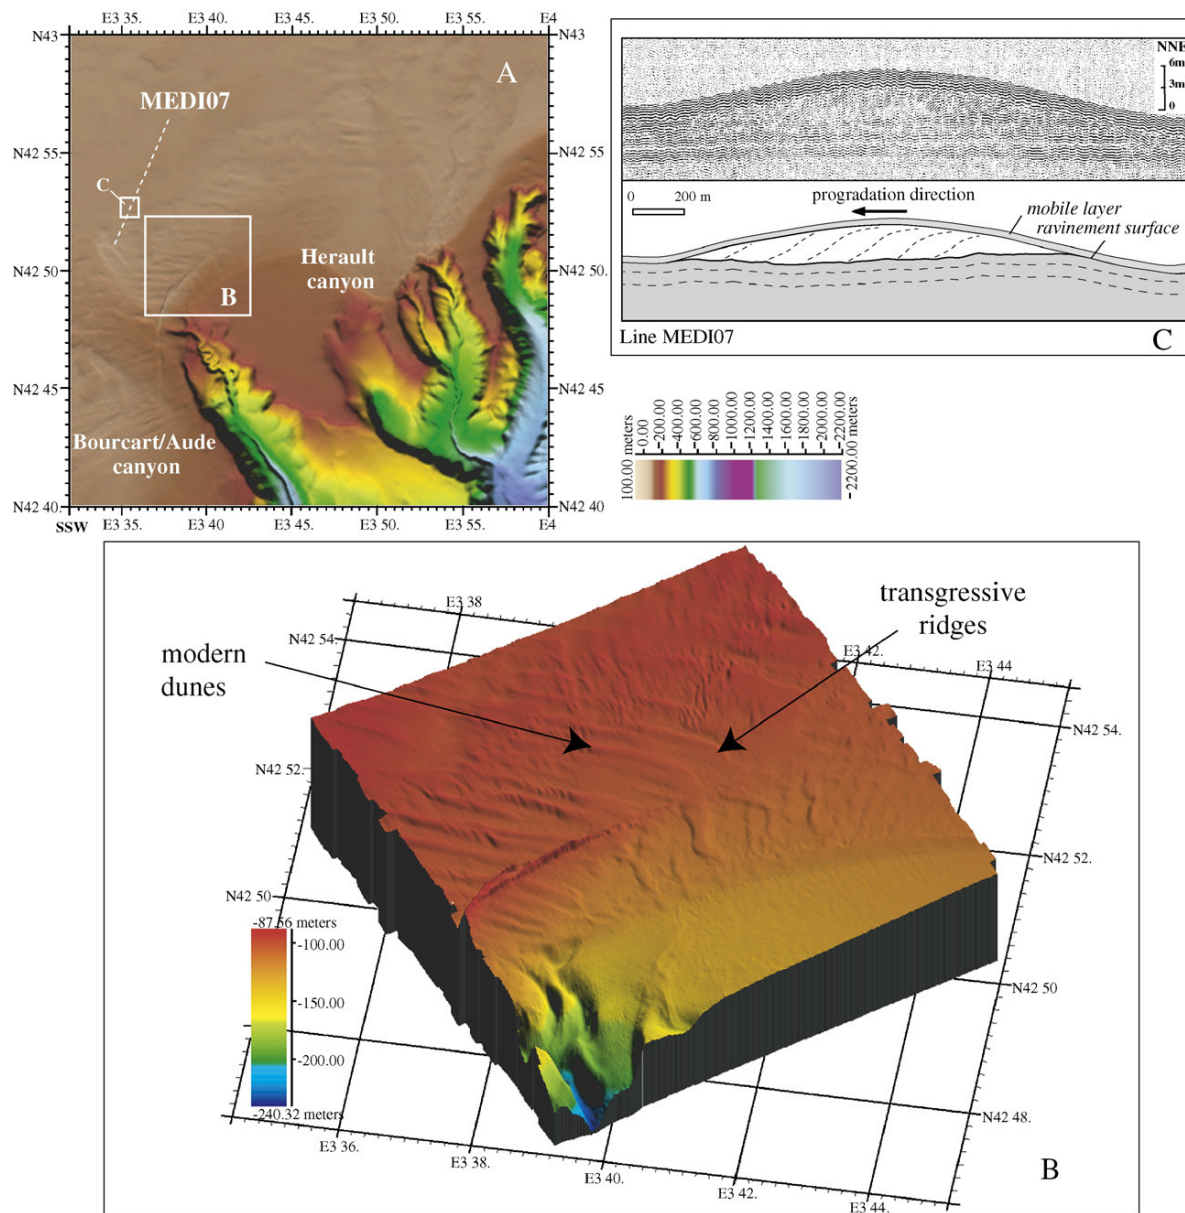 E3 35.
E3 40.
E3 45.
E3 50.
E3 55.
E4
N43
N43
A
MEDI07
N42 55.
N42 55.
C
Herault
canyon
N42 50.
N42 50.
B
N42 45.
N42 45.
Bourcart/Aude
canyon
N42 40.
N42 40.
SSW
E3 35.
E3 40.
E3 45.
E3 50.
E3 55.
E4
NNE
6m
3m
0
0
200 m
progradation direction
mobile layer
ravinement surface
Line MEDI07
C
100.00 meters
0.00
-200.00
-400.00
-600.00
-800.00
-1000.00
-1200.00
-1400.00
-1600.00
-1800.00
-2000.00
-2200.00
-2200.00 meters
E3 38
transgressive
ridges
N42 54.
modern
dunes
E3 42.
E3 44
N42 54.
N42 52.
N42 52.
N42 50
-87.56 meters
-100.00
-150.00
-200.00
-240.32 meters
N42 50
N42 48.
E3 36.
E3 38.
E3 40.
E3 42.
E3 44.
B